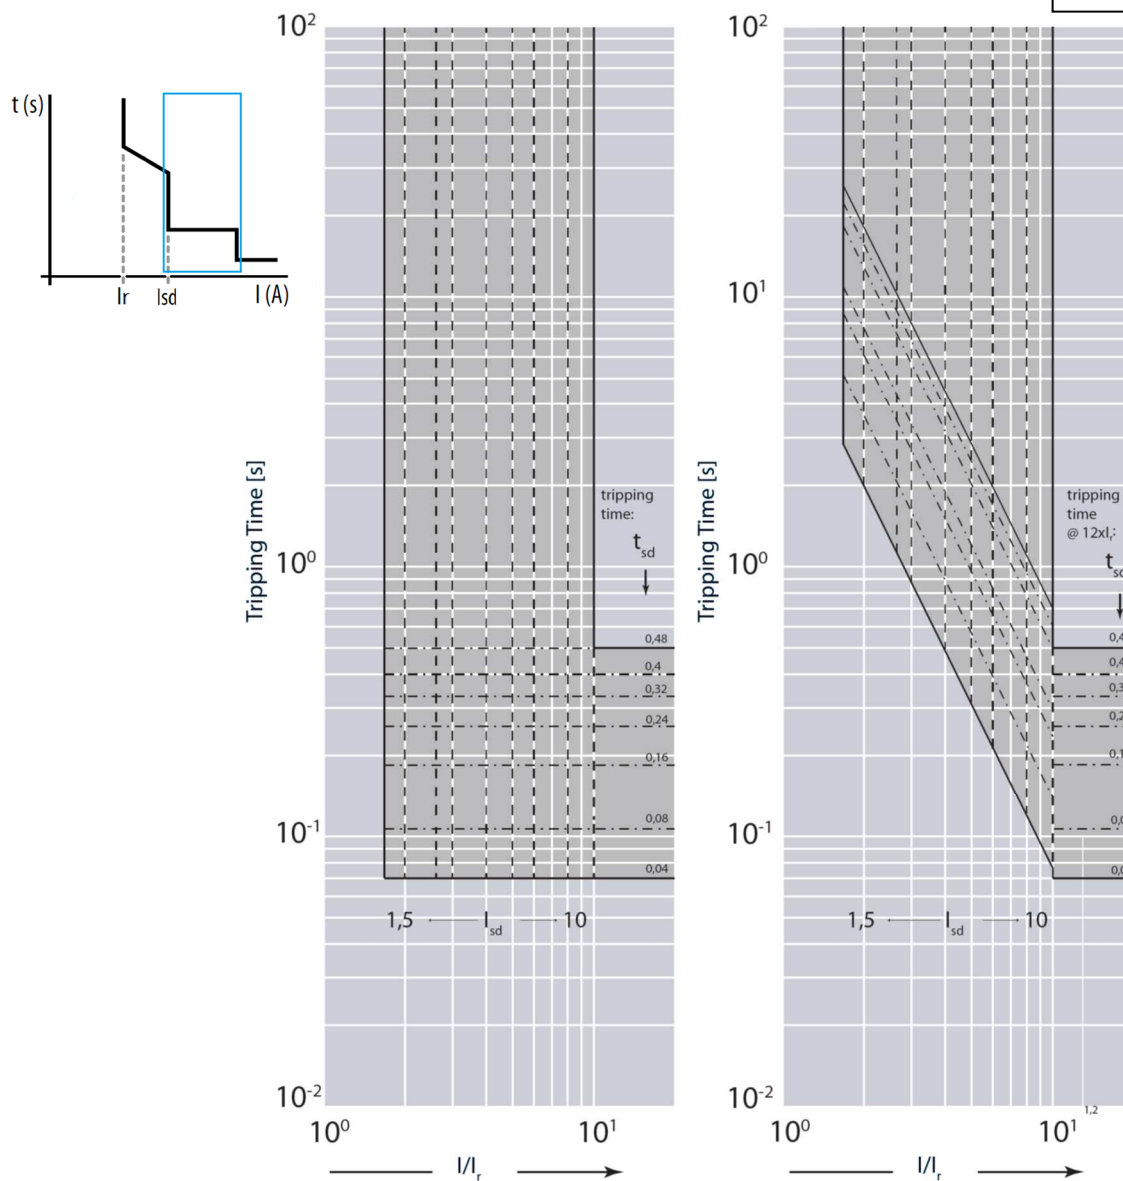 t (s)
Ir
Isd
I (A)
10²
10¹
10⁰
10⁻¹
10⁻²
Tripping Time [s]
tripping
time:
tsd
0,48
0,4
0,32
0,24
0,16
0,08
0,04
1,5
Isd
10
10⁰
10¹
I/Ir
10²
10¹
10⁰
10⁻¹
10⁻²
Tripping Time [s]
tripping
time
@ 12xIr:
1,5
Isd
10
10⁰
10¹
1,2
I/Ir